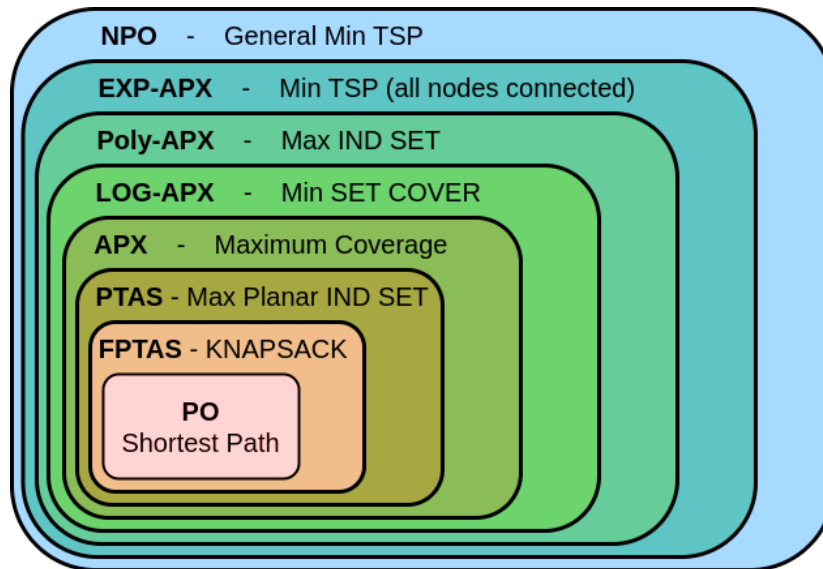 NPO - General Min TSP
EXP-APX - Min TSP (all nodes connected)
Poly-APX - Max IND SET
LOG-APX - Min SET COVER
APX - Maximum Coverage
PTAS - Max Planar IND SET
FPTAS - KNAPSACK
PO
Shortest Path